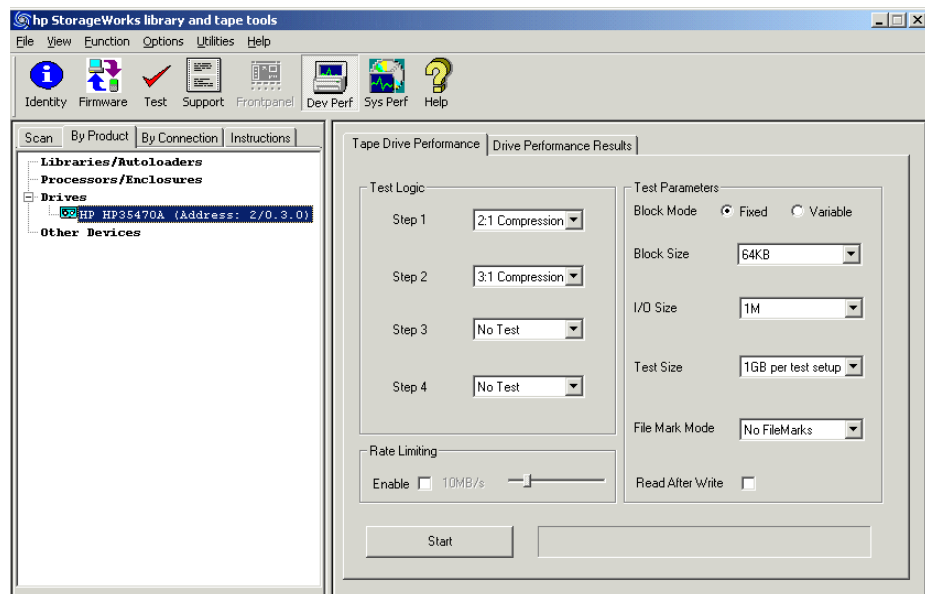 hp StorageWorks library and tape tools
File View Function Options Utilities Help
Identity Firmware Test Support Frontpanel Dev Perf Sys Perf Help
Scan By Product By Connection Instructions
Libraries/Autoloaders
Processors/Enclosures
Drives
HP HP35470A (Address: 2/0.3.0)
Other Devices
Tape Drive Performance Drive Performance Results
Test Logic
Step 1 2:1 Compression
Step 2 3:1 Compression
Step 3 No Test
Step 4 No Test
Rate Limiting
Enable 10MB/s
Test Parameters
Block Mode Fixed Variable
Block Size 64KB
I/O Size 1M
Test Size 1GB per test setup
File Mark Mode No FileMarks
Read After Write
Start